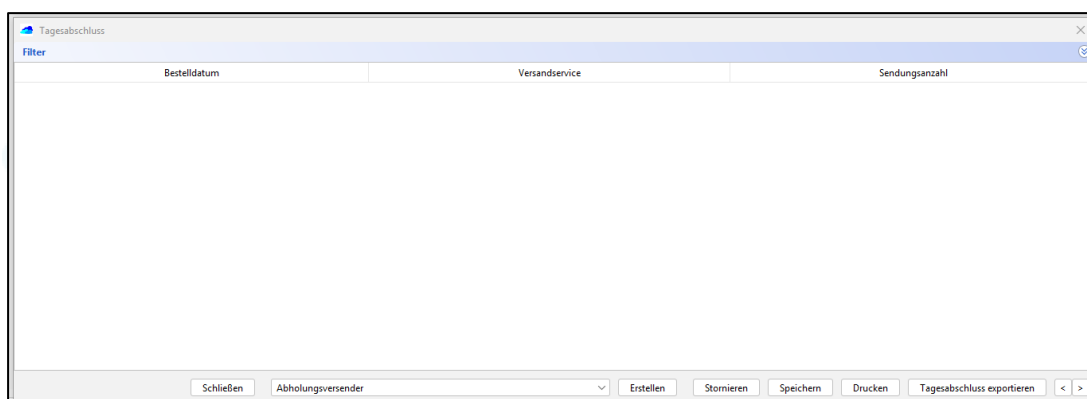 Tagesabschluss
Filter
Bestelldatum Versandservice Sendungsanzahl
Schließen Abholungsversender Erstellen Stornieren Speichern Drucken Tagesabschluss exportieren < >